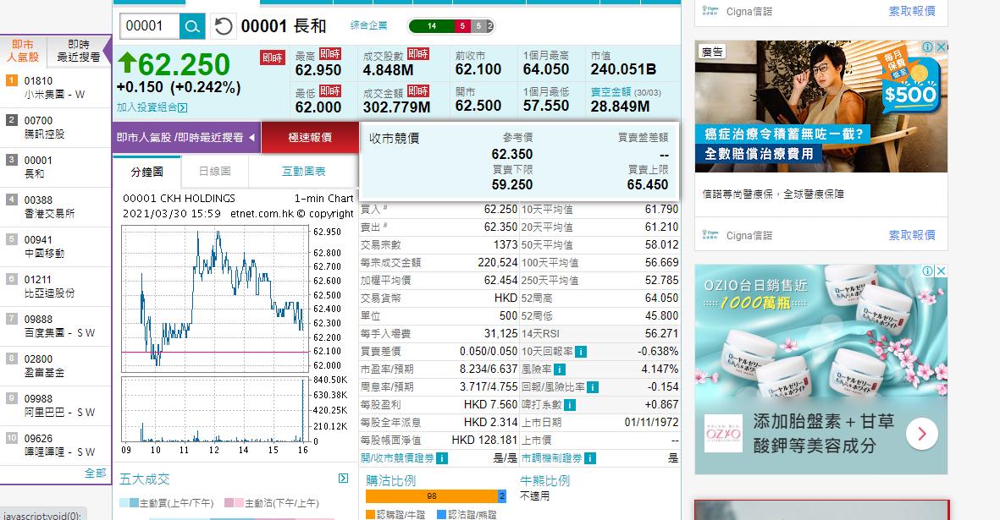 即市
人氣股
即時
最近搜看
1 01810
小米集團 - W
2 00700
騰訊控股
3 00001
長和
4 00388
香港交易所
5 00941
中國移動
6 01211
比亞迪股份
7 09888
百度集團 - S W
8 02800
盈富基金
9 09988
阿里巴巴 - S W
10 09626
嗶哩嗶哩 - S W
全部
javascript:void(0);
00001
00001 長和
綜合企業
14 5 5 2
62.250
即時
+0.150 (+0.242%)
加入投資組合
最高 即時
62.950
最低 即時
62.000
成交股數 即時
4.848M
成交金額 即時
302.779M
前收市
62.100
開市
62.500
1個月最高
64.050
1個月最低
57.550
市值
240.051B
賣空金額 (30/03)
28.849M
即市人氣股 /即時最近搜看
極速報價
收市競價
參考價
62.350
買賣下限
59.250
買賣盤差額
--
買賣上限
65.450
分鐘圖
日線圖
互動圖表
00001 CKH HOLDINGS 1-min Chart
2021/03/30 15:59 etnet.com.hk © copyright
62.950
62.800
62.700
62.600
62.500
62.400
62.300
62.200
62.100
62.000
840.50K
630.38K
420.25K
210.12K
0
09 10 11 12 14 15 16
五大成交
主動買(上午/下午)
主動沽(下午/上午)
買入 # 62.250 10天平均值 61.790
賣出 # 62.350 20天平均值 61.210
交易宗數 1373 50天平均值 58.012
每宗成交金額 220,524 100天平均值 56.669
加權平均價 62.454 250天平均值 52.785
交易貨幣 HKD 52周高 64.050
單位 500 52周低 45.800
每手入場費 31,125 14天RSI 56.271
買賣差價 0.050/0.050 10天回報率 i -0.638%
市盈率/預期 8.234/6.637 風險率 i 4.147%
周息率/預期 3.717/4.755 回報/風險比率 i -0.154
每股盈利 HKD 7.560 啤打系數 i +0.867
每股全年派息 HKD 2.314 上市日期 01/11/1972
每股帳面淨值 HKD 128.181 上市價 --
開/收市競價證券 i 是/是 市調機制證券 i 是
購沽比例
98 2
認購證/牛證
認沽證/熊證
牛熊比例
不適用
Cigna信諾
索取報價
廣告
每月
保費
低至
$500
癌症治療令積蓄無咗一截?
全數賠償治療費用
信諾尊尚醫療保，全球醫療保障
Cigna信諾
索取報價
OZIO台日銷售近
1000萬瓶
ローヤルゼリー
もっちりホワイト
ローヤルゼリー
もっちりホワイト
OZIO
添加胎盤素＋甘草
酸鉀等美容成分